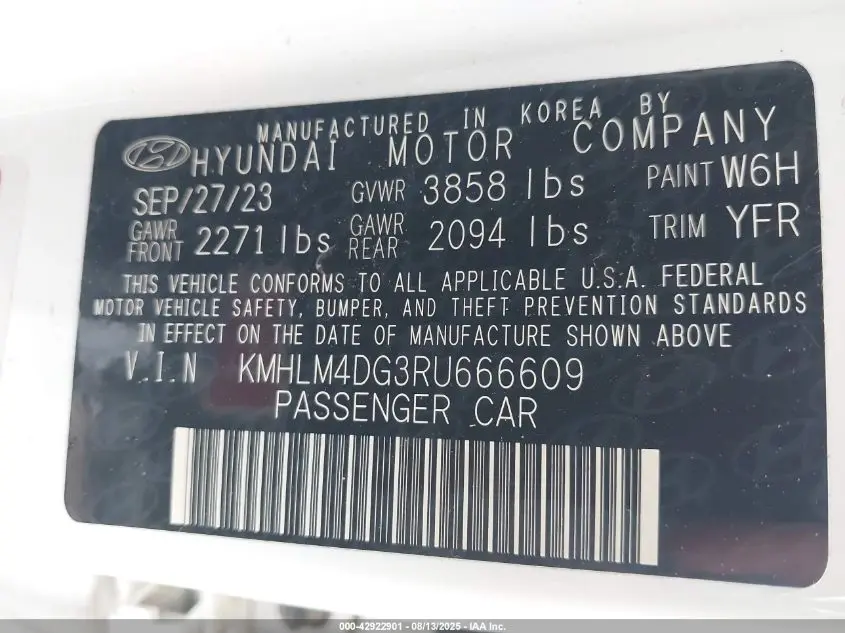 MANUFACTURED IN KOREA BY
HYUNDAI MOTOR COMPANY
SEP/27/23 GVWR 3858 lbs PAINT W6H
GAWR FRONT 2271 lbs GAWR REAR 2094 lbs TRIM YFR
THIS VEHICLE CONFORMS TO ALL APPLICABLE U.S.A. FEDERAL
MOTOR VEHICLE SAFETY, BUMPER, AND THEFT PREVENTION STANDARDS
IN EFFECT ON THE DATE OF MANUFACTURE SHOWN ABOVE
V.I.N KMHLM4DG3RU666609
PASSENGER CAR
000-42922901 - 08/13/2025 - IAA Inc.